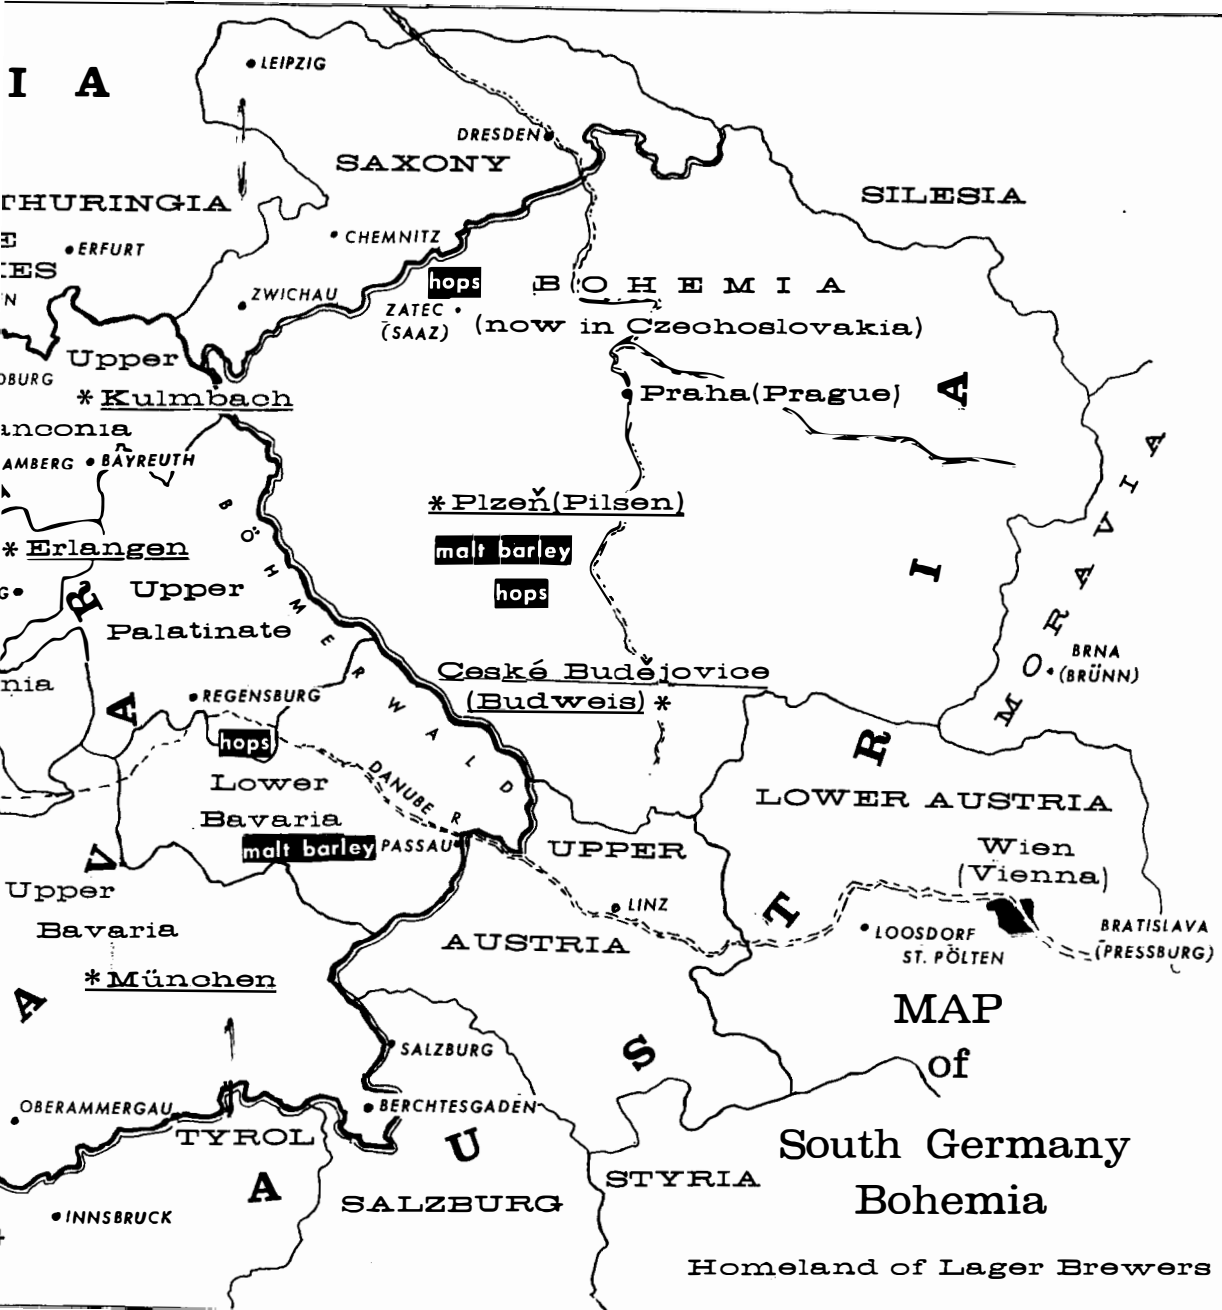 LEIPZIG
I A
DRESDEN
SAXONY
THURINGIA
SILESIA
CHEMNITZ
ERFURT
hops
BOHEMIA
ZWICHAU
ZATEC
(SAAZ)
(now in Czechoslovakia)
Upper
*Kulmbach
Praha(Prague)
anconia
AMBERG
BAYREUTH
*Plzeň(Pilsen)
malt barley
hops
*Erlangen
Upper
Palatinate
BÖHMERWALD
MORAVIA
BRNA
(BRÜNN)
Ceské Budějovice
(Budweis)*
nia
REGENSBURG
hops
Lower
Bavaria
DANUBE R
malt barley
PASSAU
UPPER
AUSTRIA
LINZ
LOWER AUSTRIA
Wien
(Vienna)
LOOSDORF
ST. PÖLTEN
BRATISLAVA
(PRESSBURG)
Upper
Bavaria
*München
A V A R I A
A U S T R I A
SALZBURG
BERCHTESGADEN
OBERAMMERGAU
TYROL
SALZBURG
STYRIA
INNSBRUCK
MAP
of
South Germany
Bohemia
Homeland of Lager Brewers